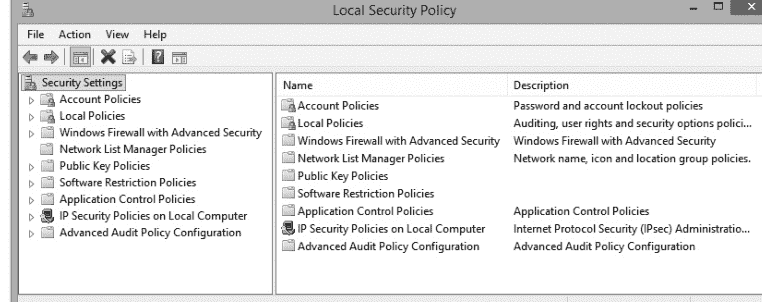 Local Security Policy
File Action View Help
Security Settings
Account Policies
Local Policies
Windows Firewall with Advanced Security
Network List Manager Policies
Public Key Policies
Software Restriction Policies
Application Control Policies
IP Security Policies on Local Computer
Advanced Audit Policy Configuration
Name Description
Account Policies Password and account lockout policies
Local Policies Auditing, user rights and security options polici...
Windows Firewall with Advanced Security Windows Firewall with Advanced Security
Network List Manager Policies Network name, icon and location group policies.
Public Key Policies
Software Restriction Policies
Application Control Policies Application Control Policies
IP Security Policies on Local Computer Internet Protocol Security (IPsec) Administratio...
Advanced Audit Policy Configuration Advanced Audit Policy Configuration